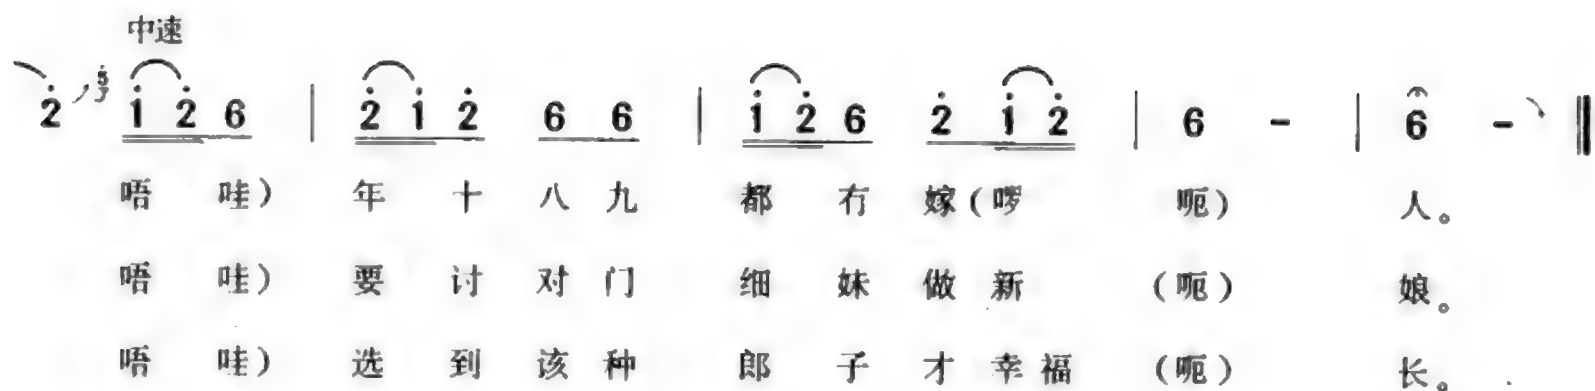 中速
2̇ 5̇ 1̇ 2̇ 6 | 2̇ 1̇ 2̇ 6 6 | 1̇ 2̇ 6 2̇ 1̇ 2̇ | 6 - | 6 - ‖
唔 哇) 年 十 八 九 都 冇 嫁(啰 呃) 人。
唔 哇) 要 讨 对 门 细 妹 做 新 (呃) 娘。
唔 哇) 选 到 该 种 郎 子 才 幸 福 (呃) 长。